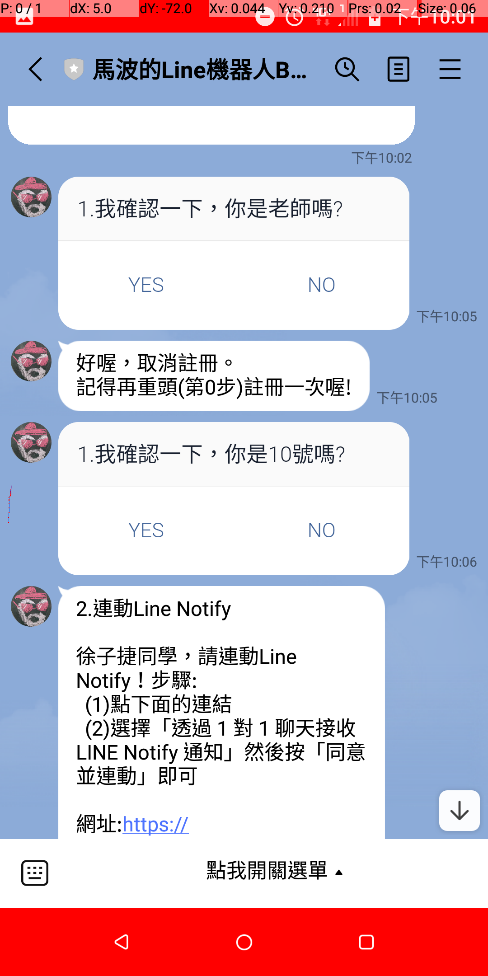 P: 0 / 1 dX: 5.0 dY: -72.0 Xv: 0.044 Yv: 0.210 Prs: 0.02 Size: 0.06
下午10:01
馬波的Line機器人B...
下午10:02
1.我確認一下，你是老師嗎?
YES NO
下午10:05
好喔，取消註冊。
記得再重頭(第0步)註冊一次喔!
下午10:05
1.我確認一下，你是10號嗎?
YES NO
下午10:06
2.連動Line Notify
徐子捷同學，請連動Line
Notify！步驟:
(1)點下面的連結
(2)選擇「透過 1 對 1 聊天接收
LINE Notify 通知」然後按「同意
並連動」即可
網址:https://
點我開關選單